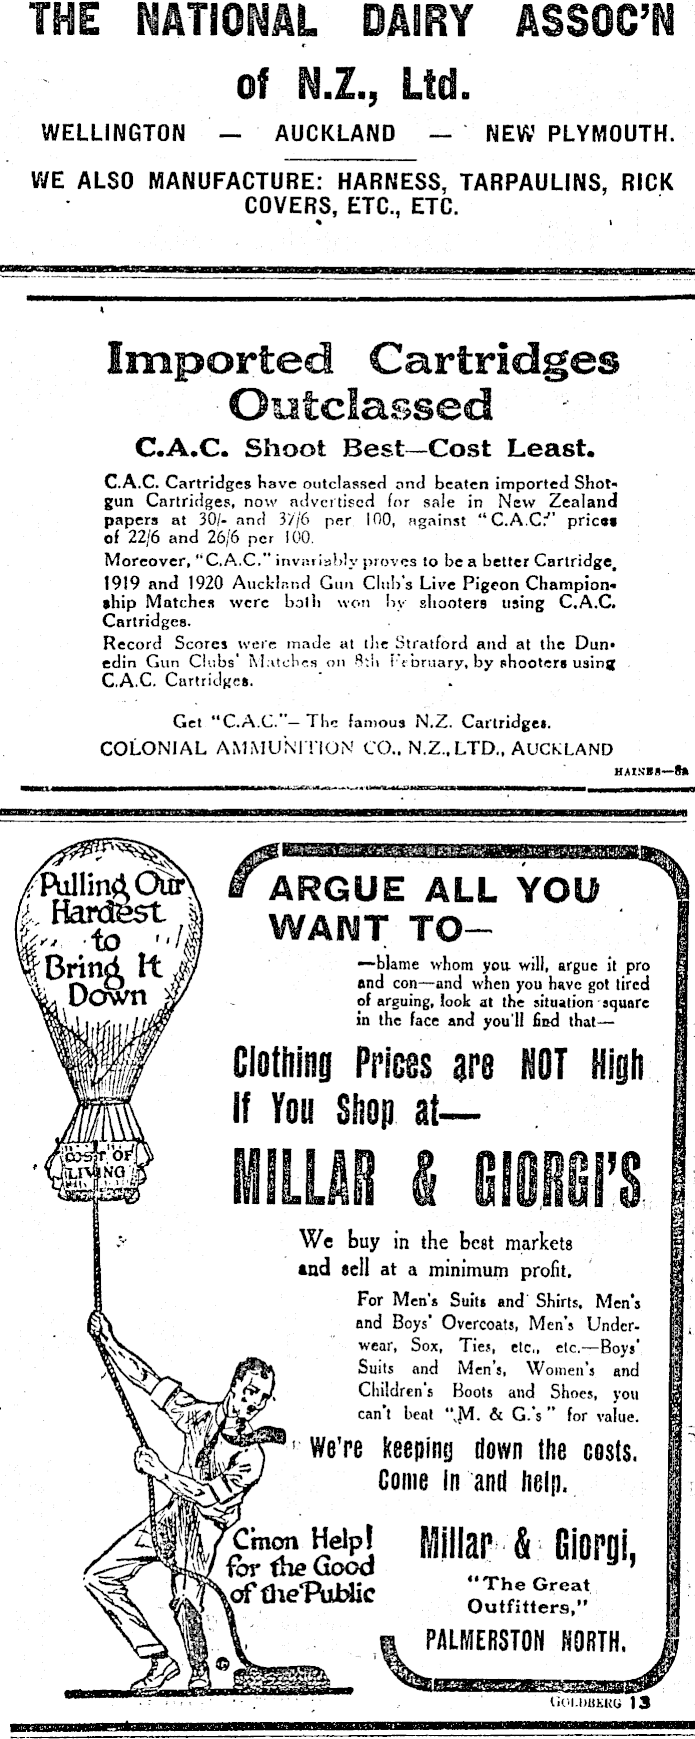 THE NATIONAL DAIRY ASSOC'N
of N.Z., Ltd.
WELLINGTON — AUCKLAND — NEW PLYMOUTH.
WE ALSO MANUFACTURE: HARNESS, TARPAULINS, RICK
COVERS, ETC., ETC.
Imported Cartridges
Outclassed
C.A.C. Shoot Best—Cost Least.
C.A.C. Cartridges have outclassed and beaten imported Shot-
gun Cartridges, now advertised for sale in New Zealand
papers at 30/- and 37/6 per 100, against "C.A.C." prices
of 22/6 and 26/6 per 100.
Moreover, "C.A.C." invariably proves to be a better Cartridge.
1919 and 1920 Auckland Gun Club's Live Pigeon Champion-
ship Matches were both won by shooters using C.A.C.
Cartridges.
Record Scores were made at the Stratford and at the Dun-
edin Gun Clubs' Matches on 8th February, by shooters using
C.A.C. Cartridges.
Get "C.A.C."—The famous N.Z. Cartridges.
COLONIAL AMMUNITION CO., N.Z., LTD., AUCKLAND
HAINES—8a
Pulling Our
Hardest
to
Bring It
Down
COST OF
LIVING
ARGUE ALL YOU
WANT TO—
—blame whom you will, argue it pro
and con—and when you have got tired
of arguing, look at the situation square
in the face and you'll find that—
Clothing Prices are NOT High
If You Shop at—
MILLAR & GIORGI'S
We buy in the best markets
and sell at a minimum profit.
For Men's Suits and Shirts, Men's
and Boys' Overcoats, Men's Under-
wear, Sox, Ties, etc., etc.—Boys'
Suits and Men's, Women's and
Children's Boots and Shoes, you
can't beat "M. & G.'s" for value.
We're keeping down the costs.
Come in and help.
C'mon Help!
for the Good
of the Public
Millar & Giorgi,
"The Great
Outfitters,"
PALMERSTON NORTH.
GOLDBERG 13